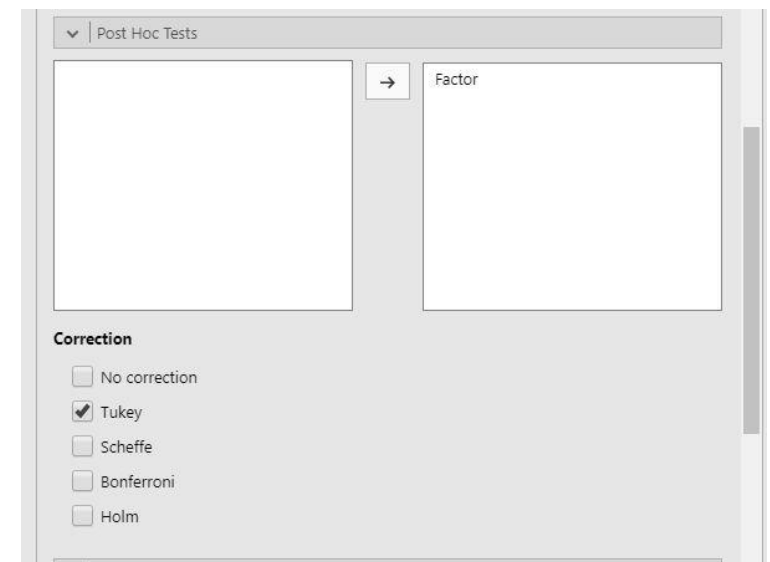 Post Hoc Tests
→
Factor
Correction
No correction
Tukey
Scheffe
Bonferroni
Holm